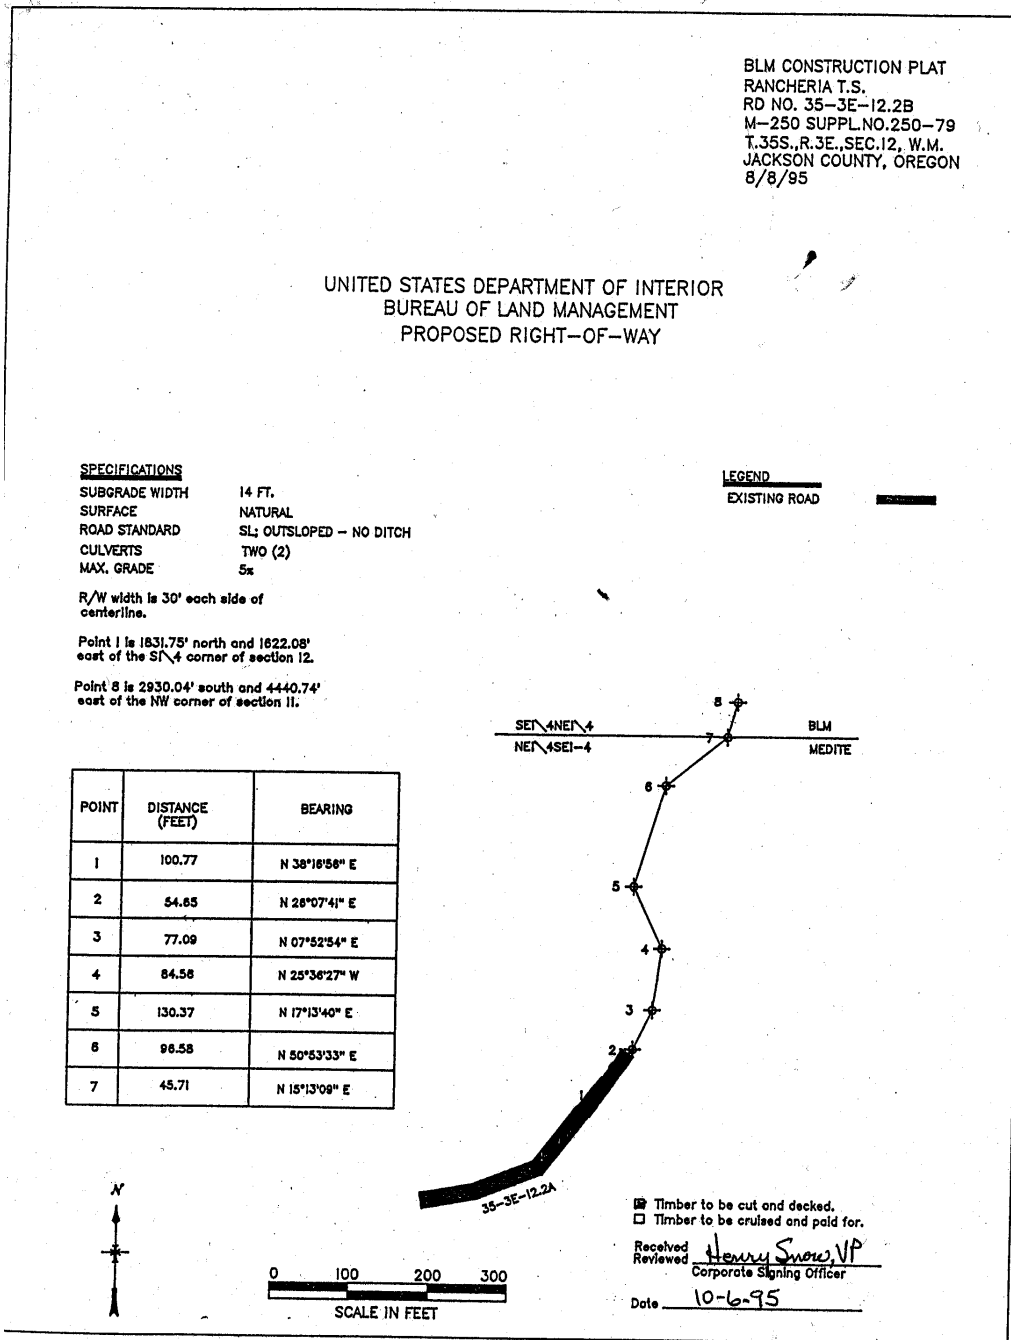 BLM CONSTRUCTION PLAT
RANCHERIA T.S.
RD NO. 35-3E-12.2B
M-250 SUPPL.NO.250-79
T.35S.,R.3E.,SEC.12, W.M.
JACKSON COUNTY, OREGON
8/8/95
UNITED STATES DEPARTMENT OF INTERIOR
BUREAU OF LAND MANAGEMENT
PROPOSED RIGHT-OF-WAY
SPECIFICATIONS
SUBGRADE WIDTH 14 FT.
SURFACE NATURAL
ROAD STANDARD SL; OUTSLOPED - NO DITCH
CULVERTS TWO (2)
MAX. GRADE 5%
R/W width is 30' each side of
centerline.
Point 1 is 1831.75' north and 1622.08'
east of the S1\4 corner of section 12.
Point 8 is 2930.04' south and 4440.74'
east of the NW corner of section 11.
LEGEND
EXISTING ROAD
POINT DISTANCE (FEET) BEARING
1 100.77 N 38°16'56" E
2 54.65 N 26°07'41" E
3 77.09 N 07°52'54" E
4 84.56 N 25°36'27" W
5 130.37 N 17°13'40" E
6 96.58 N 50°53'33" E
7 45.71 N 15°13'09" E
8
SE1\4NE1\4 BLM
7
NE1\4SE1-4 MEDITE
6
5
4
3
2
1
35-3E-12.2A
N
0 100 200 300
SCALE IN FEET
Timber to be cut and decked.
Timber to be cruised and paid for.
Received
Reviewed Henry Snow, VP
Corporate Signing Officer
Date 10-6-95